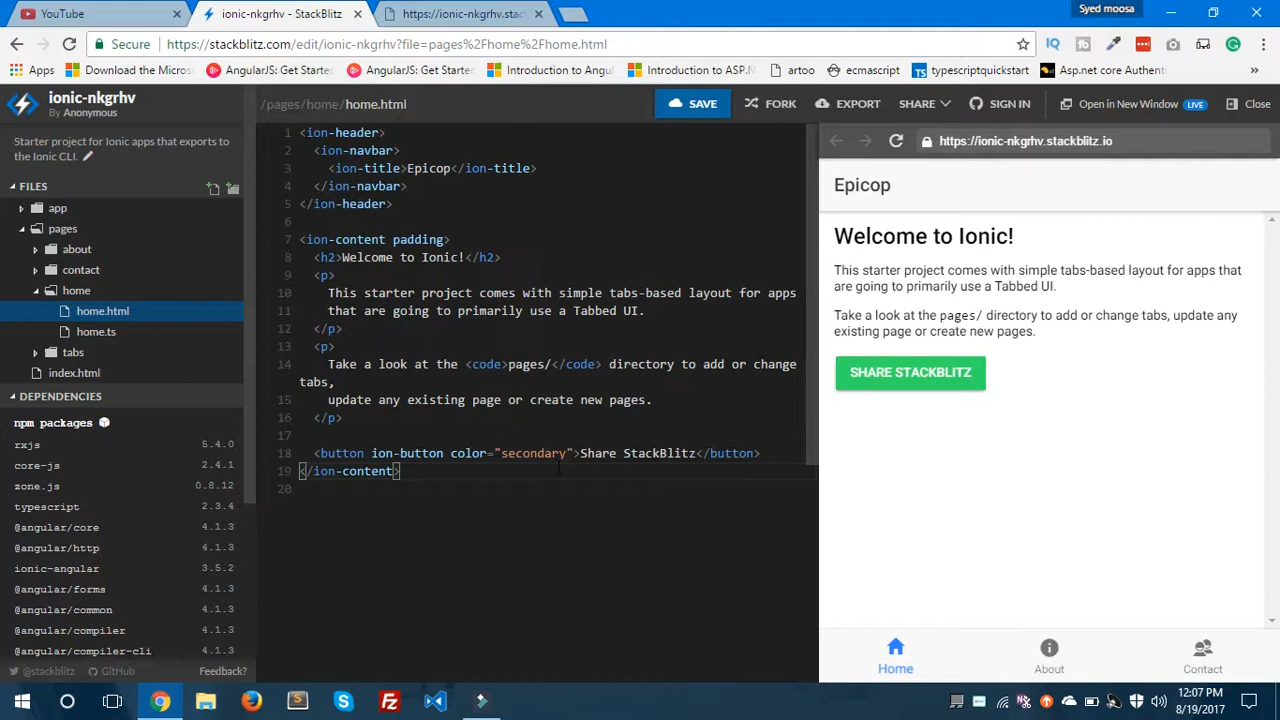 Syed moosa
YouTube
ionic-nkgrhv - StackBlitz
https://ionic-nkgrhv.stac
Secure
https://stackblitz.com/edit/ionic-nkgrhv?file=pages%2Fhome%2Fhome.html
Apps
Download the Micros
AngularJS: Get Starte
AngularJS: Get Starte
Introduction to Angu
Introduction to ASP.N
artoo
ecmascript
typescriptquickstart
Asp.net core Authent
ionic-nkgrhv
By Anonymous
/pages/home/home.html
SAVE
FORK
EXPORT
SHARE
SIGN IN
Open in New Window
LIVE
Close
Starter project for Ionic apps that exports to
the Ionic CLI.
FILES
app
pages
about
contact
home
home.html
home.ts
tabs
index.html
DEPENDENCIES
npm packages
rxjs 5.4.0
core-js 2.4.1
zone.js 0.8.12
typescript 2.3.4
@angular/core 4.1.3
@angular/http 4.1.3
ionic-angular 3.5.2
@angular/forms 4.1.3
@angular/common 4.1.3
@angular/compiler 4.1.3
@angular/compiler-cli 4.1.3
@stackblitz
GitHub
Feedback?
1 <ion-header>
2 <ion-navbar>
3 <ion-title>Epicop</ion-title>
4 </ion-navbar>
5 </ion-header>
6
7 <ion-content padding>
8 <h2>Welcome to Ionic!</h2>
9 <p>
10 This starter project comes with simple tabs-based layout for apps
11 that are going to primarily use a Tabbed UI.
12 </p>
13 <p>
14 Take a look at the <code>pages/</code> directory to add or change
tabs,
15 update any existing page or create new pages.
16 </p>
17
18 <button ion-button color="secondary">Share StackBlitz</button>
19 </ion-content>
20
https://ionic-nkgrhv.stackblitz.io
Epicop
Welcome to Ionic!
This starter project comes with simple tabs-based layout for apps
that are going to primarily use a Tabbed UI.
Take a look at the pages/ directory to add or change tabs, update any
existing page or create new pages.
SHARE STACKBLITZ
Home
About
Contact
12:07 PM
8/19/2017